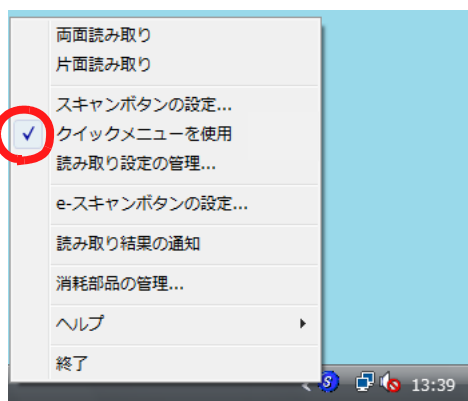 両面読み取り
片面読み取り
スキャンボタンの設定...
クイックメニューを使用
読み取り設定の管理...
e-スキャンボタンの設定...
読み取り結果の通知
消耗部品の管理...
ヘルプ
終了
S
13:39